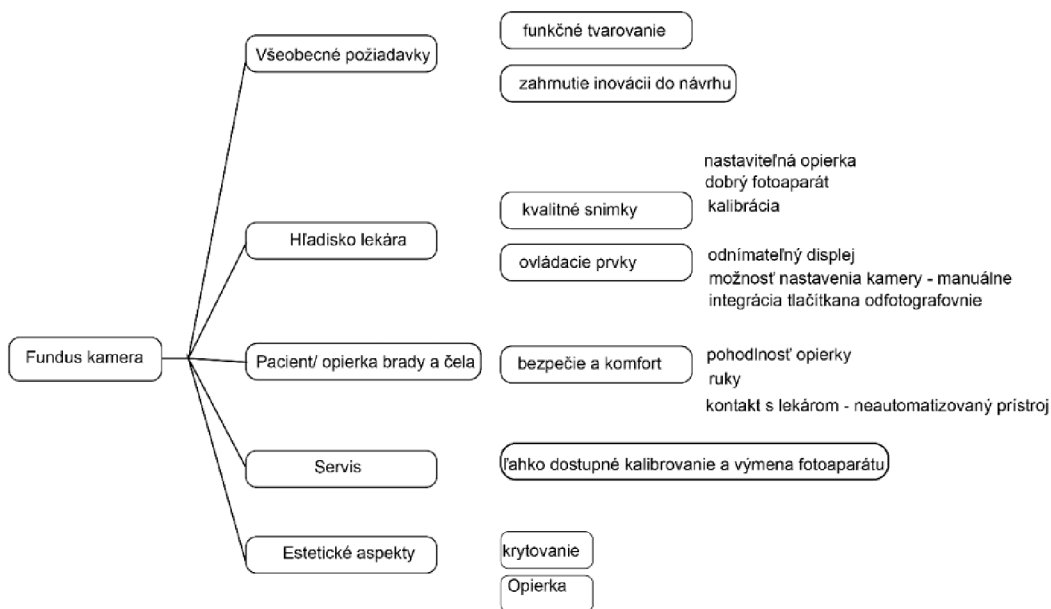 Všeobecné požiadavky
funkčné tvarovanie
zahrnutie inovácii do návrhu
Hľadisko lekára
kvalitné snimky
nastaviteľná opierka
dobrý fotoaparát
kalibrácia
ovládacie prvky
odnímateľný displej
možnosť nastavenia kamery - manuálne
integrácia tlačítkana odfotografovnie
Fundus kamera
Pacient/ opierka brady a čela
bezpečie a komfort
pohodlnosť opierky
ruky
kontakt s lekárom - neautomatizovaný prístroj
Servis
ľahko dostupné kalibrovanie a výmena fotoaparátu
Estetické aspekty
krytovanie
Opierka